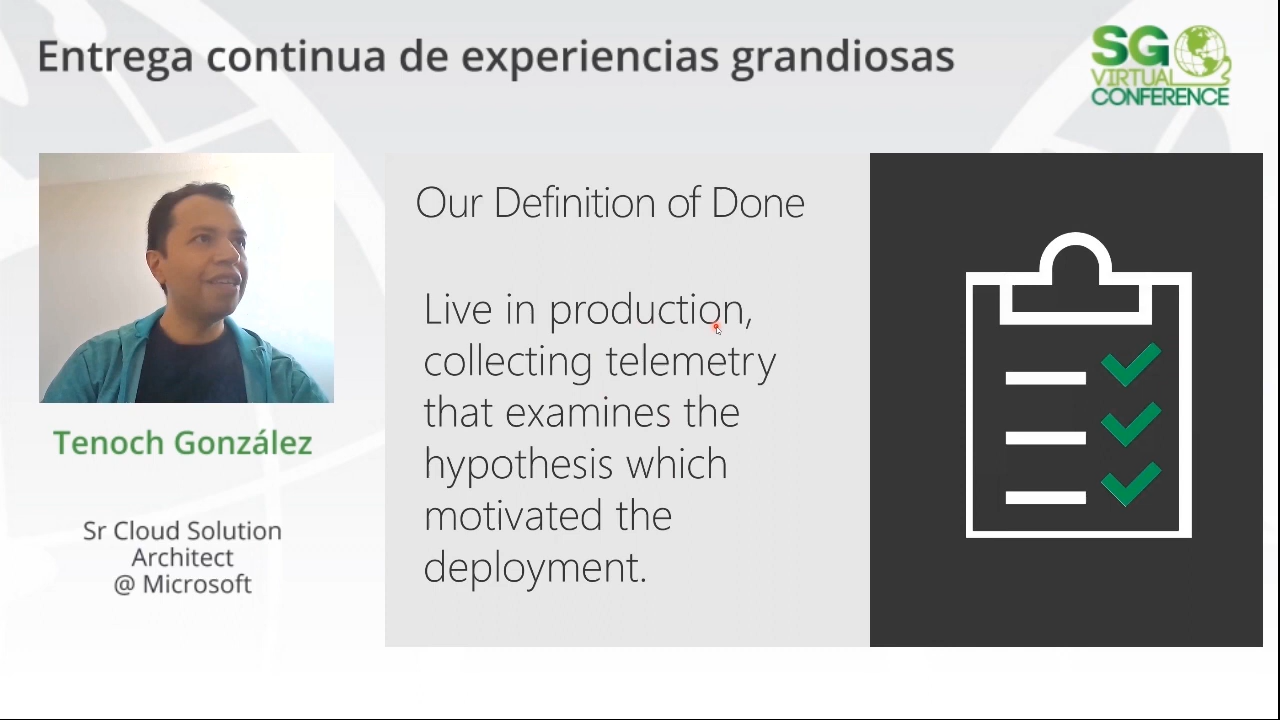 Entrega continua de experiencias grandiosas
SG
VIRTUAL
CONFERENCE
Tenoch González
Sr Cloud Solution
Architect
@ Microsoft
Our Definition of Done
Live in production,
collecting telemetry
that examines the
hypothesis which
motivated the
deployment.